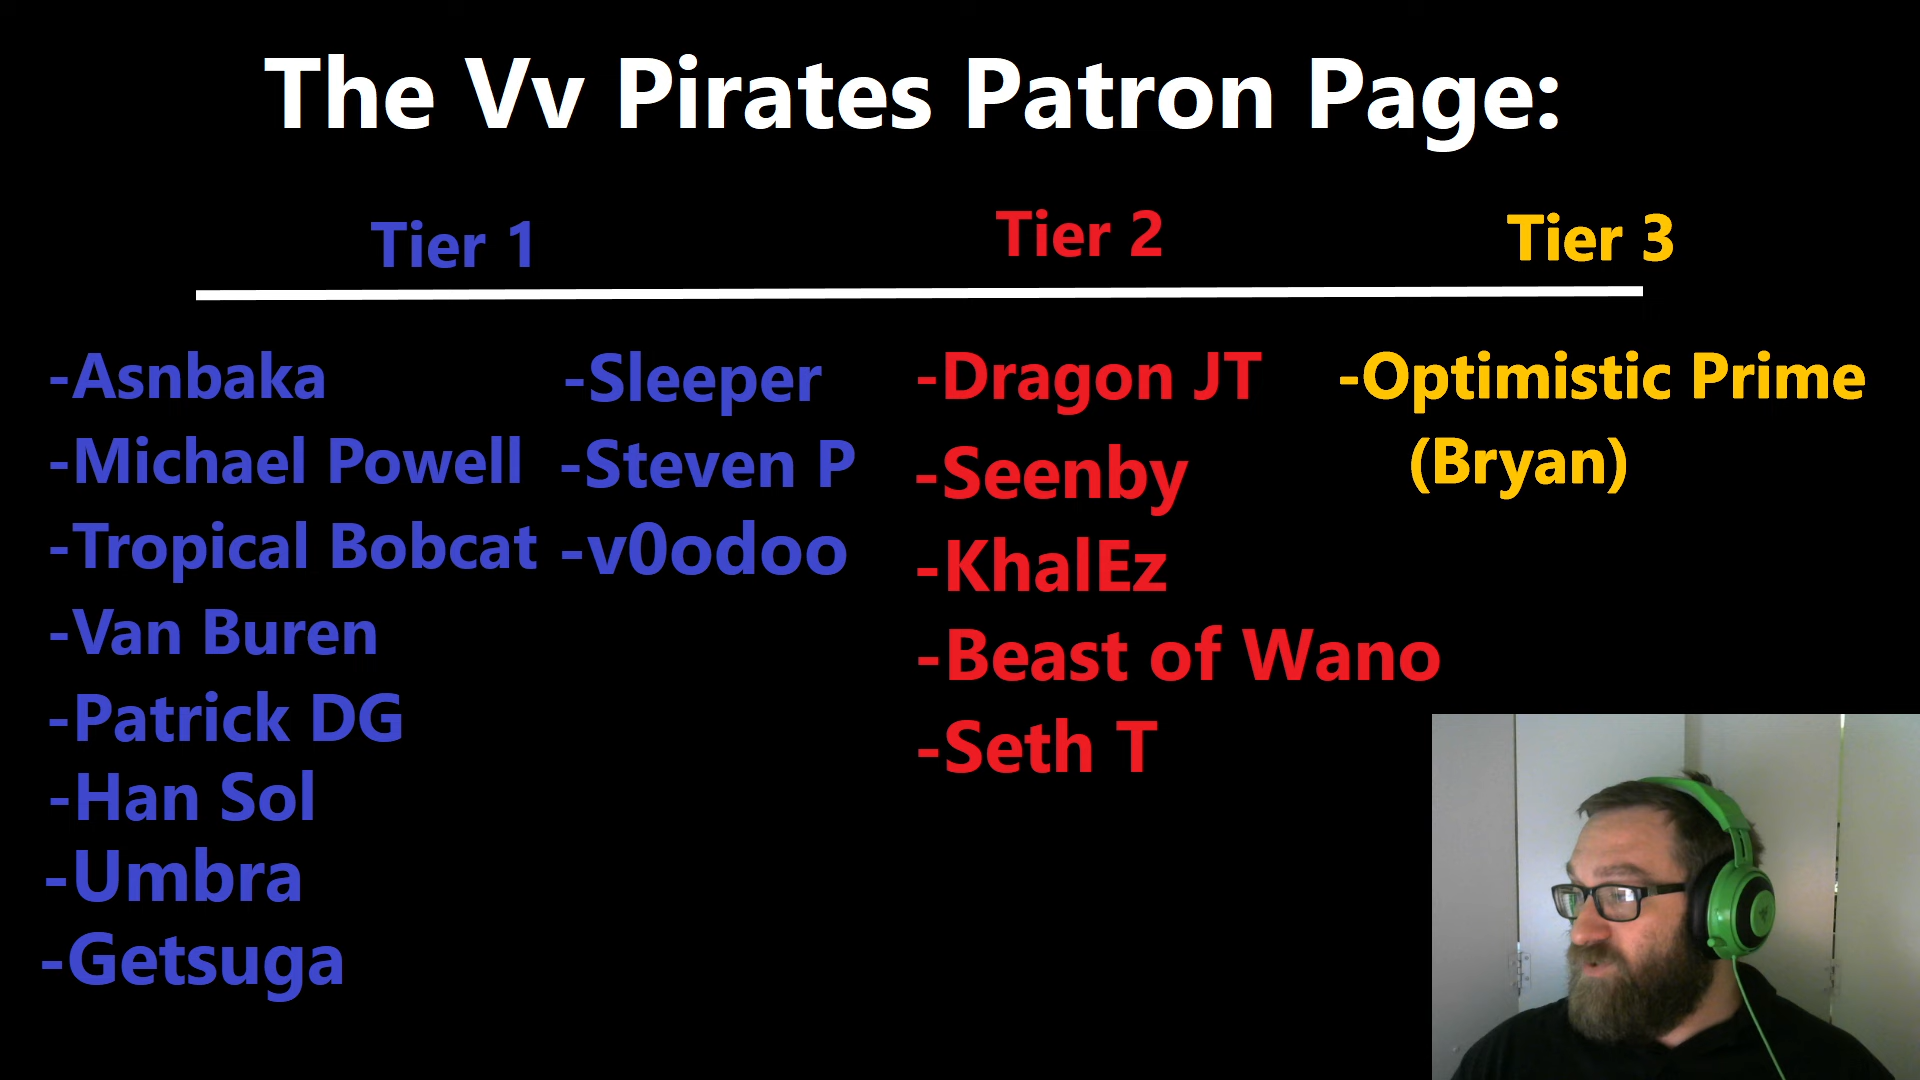 The Vv Pirates Patron Page:
Tier 1
Tier 2
Tier 3
-Asnbaka
-Michael Powell
-Tropical Bobcat
-Van Buren
-Patrick DG
-Han Sol
-Umbra
-Getsuga
-Sleeper
-Steven P
-v0odoo
-Dragon JT
-Seenby
-KhalEz
-Beast of Wano
-Seth T
-Optimistic Prime
(Bryan)